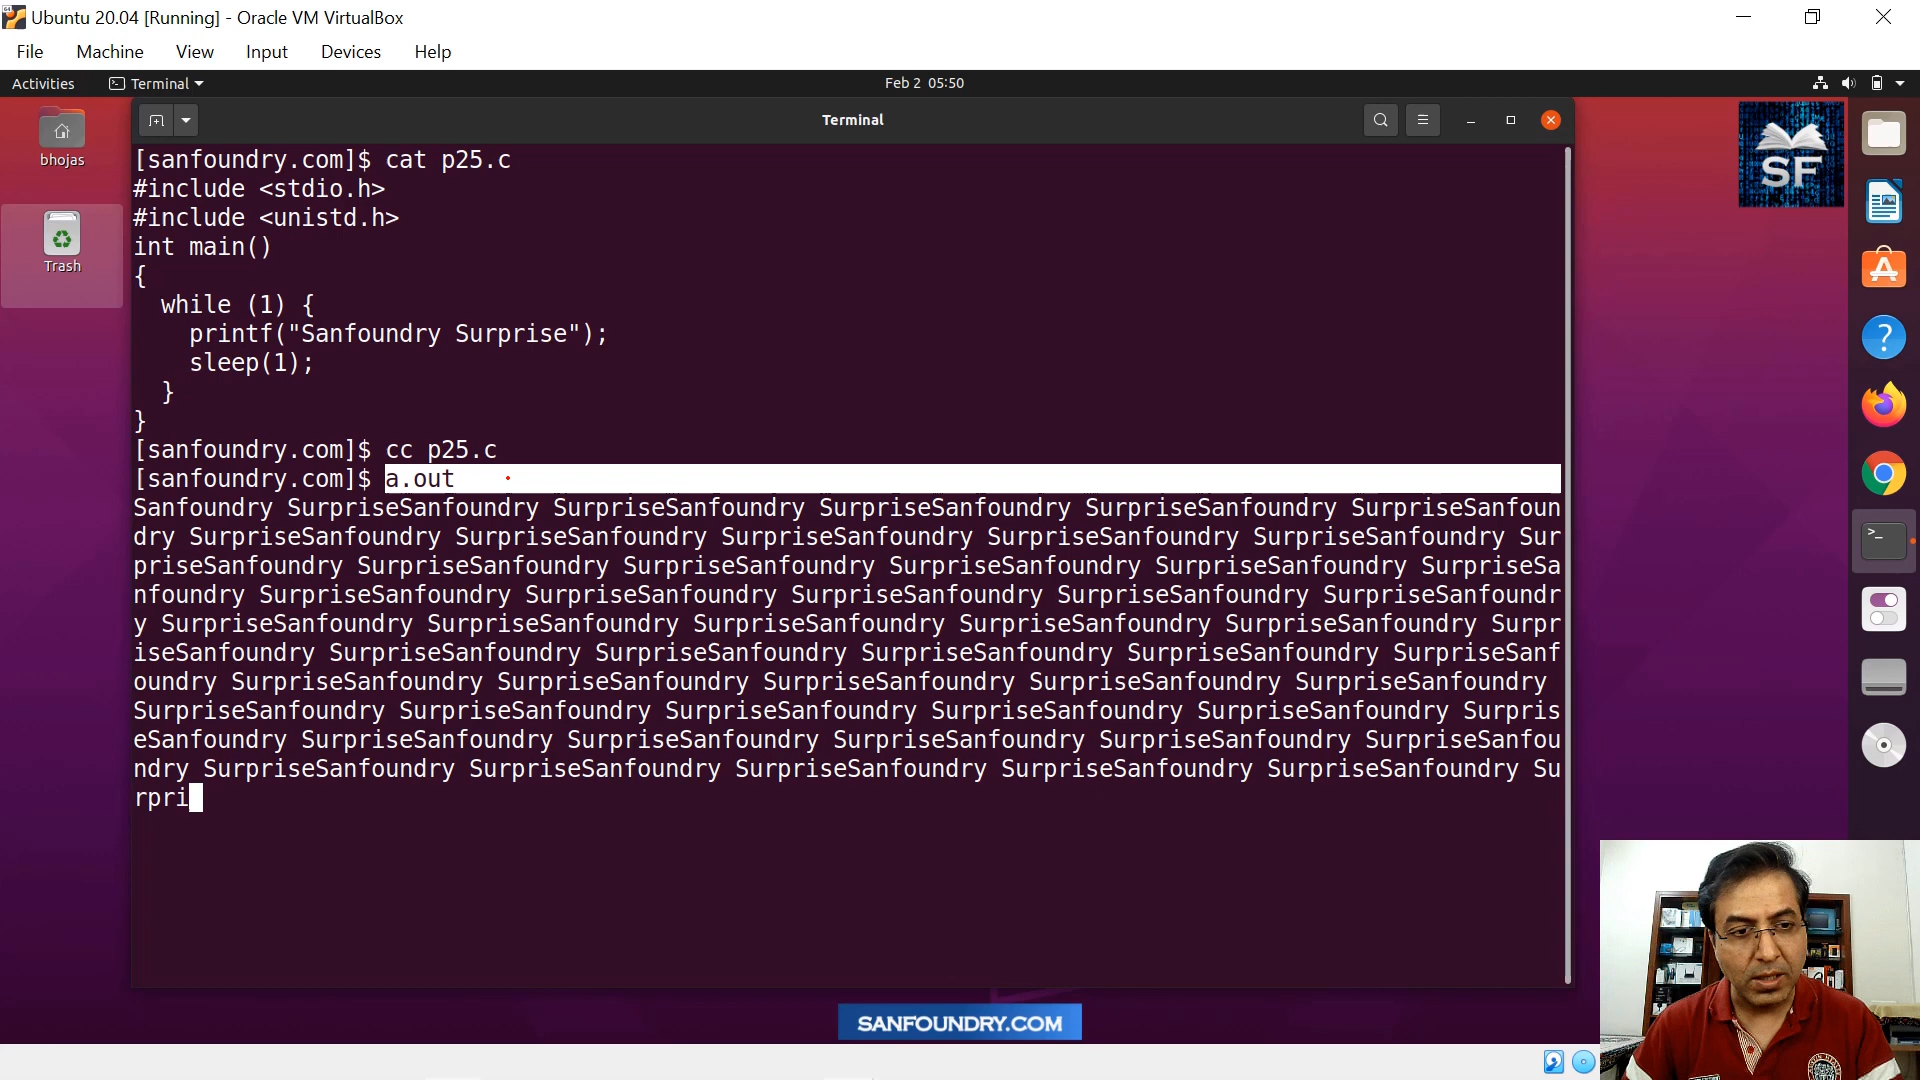 Ubuntu 20.04 [Running] - Oracle VM VirtualBox
File Machine View Input Devices Help
Activities Terminal Feb 2 05:50
bhojas
Trash
Terminal
SF
[sanfoundry.com]$ cat p25.c
#include <stdio.h>
#include <unistd.h>
int main()
{
  while (1) {
    printf("Sanfoundry Surprise");
    sleep(1);
  }
}
[sanfoundry.com]$ cc p25.c
[sanfoundry.com]$ a.out
Sanfoundry SurpriseSanfoundry SurpriseSanfoundry SurpriseSanfoundry SurpriseSanfoundry SurpriseSanfoun
dry SurpriseSanfoundry SurpriseSanfoundry SurpriseSanfoundry SurpriseSanfoundry SurpriseSanfoundry Sur
priseSanfoundry SurpriseSanfoundry SurpriseSanfoundry SurpriseSanfoundry SurpriseSanfoundry SurpriseSa
nfoundry SurpriseSanfoundry SurpriseSanfoundry SurpriseSanfoundry SurpriseSanfoundry SurpriseSanfoundr
y SurpriseSanfoundry SurpriseSanfoundry SurpriseSanfoundry SurpriseSanfoundry SurpriseSanfoundry Surpr
iseSanfoundry SurpriseSanfoundry SurpriseSanfoundry SurpriseSanfoundry SurpriseSanfoundry SurpriseSanf
oundry SurpriseSanfoundry SurpriseSanfoundry SurpriseSanfoundry SurpriseSanfoundry SurpriseSanfoundry
SurpriseSanfoundry SurpriseSanfoundry SurpriseSanfoundry SurpriseSanfoundry SurpriseSanfoundry Surpris
eSanfoundry SurpriseSanfoundry SurpriseSanfoundry SurpriseSanfoundry SurpriseSanfoundry SurpriseSanfou
ndry SurpriseSanfoundry SurpriseSanfoundry SurpriseSanfoundry SurpriseSanfoundry SurpriseSanfoundry Su
rpri
SANFOUNDRY.COM